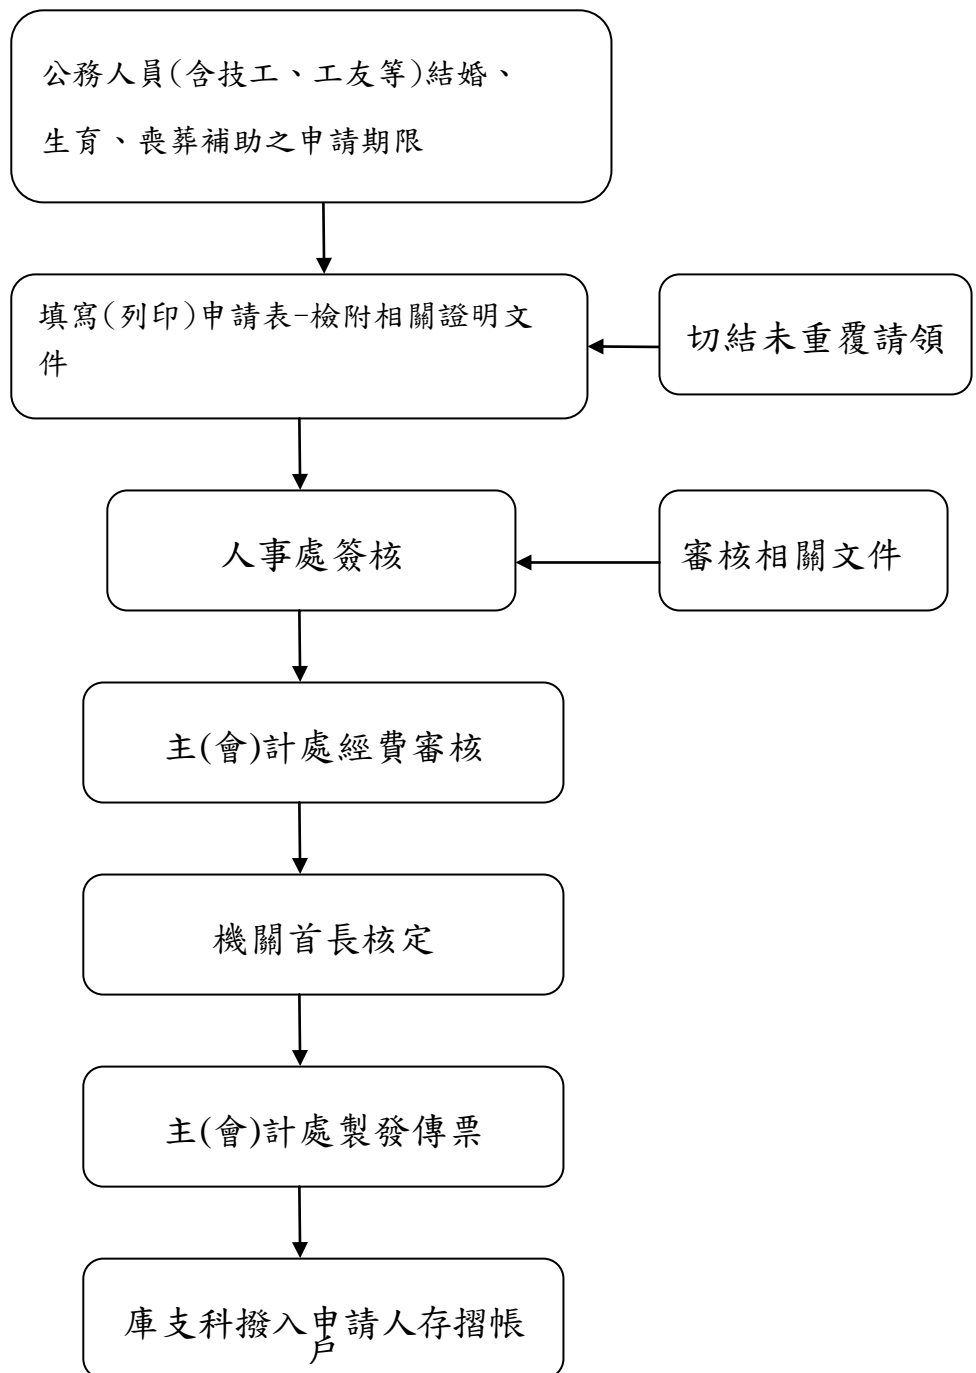 公務人員(含技工、工友等)結婚、
生育、喪葬補助之申請期限
填寫(列印)申請表-檢附相關證明文
件
切結未重覆請領
人事處簽核
審核相關文件
主(會)計處經費審核
機關首長核定
主(會)計處製發傳票
庫支科撥入申請人存摺帳
戶